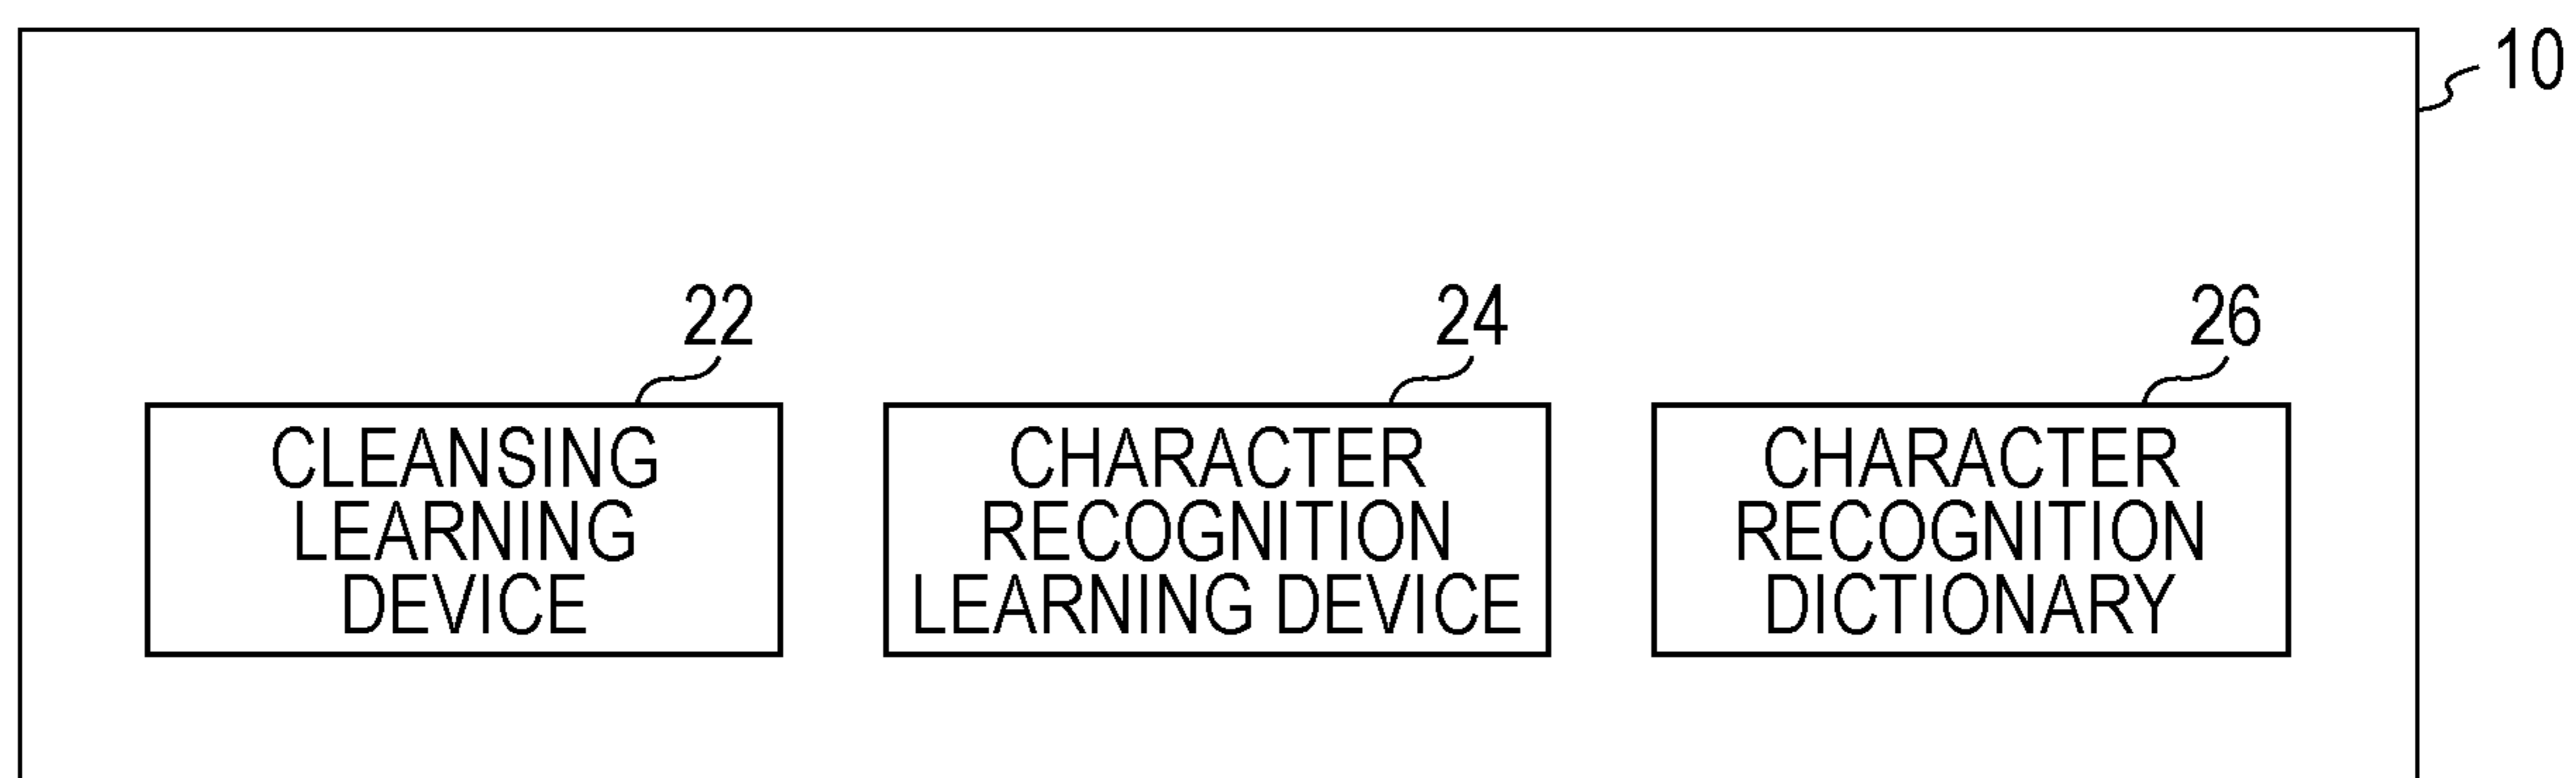 10
22
24
26
CLEANSING
LEARNING
DEVICE
CHARACTER
RECOGNITION
LEARNING DEVICE
CHARACTER
RECOGNITION
DICTIONARY